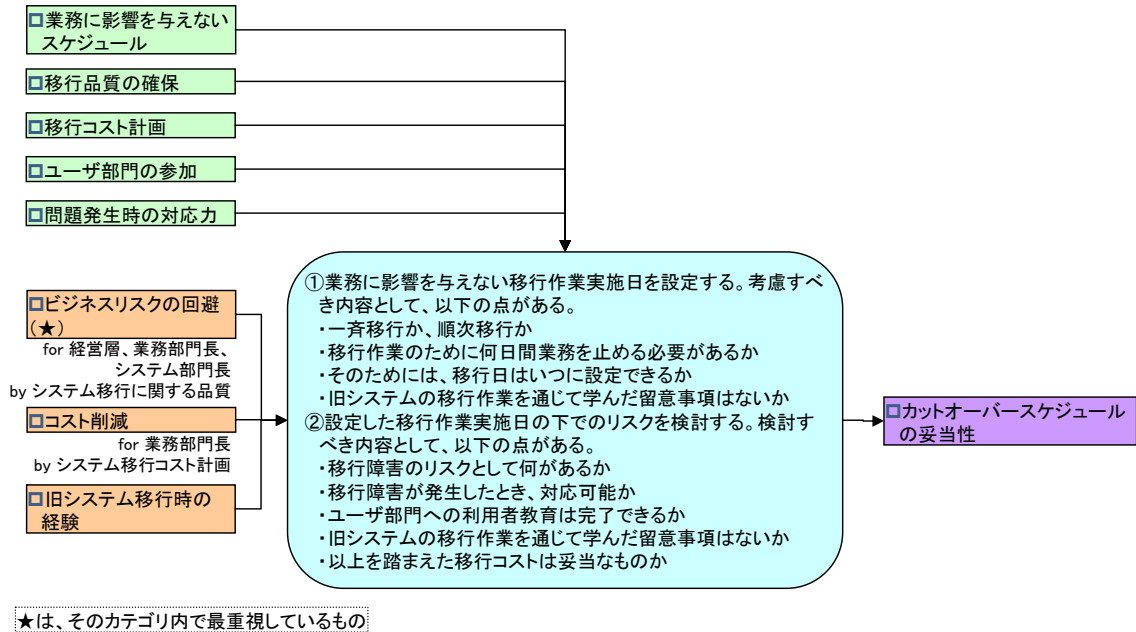 業務に影響を与えない
スケジュール
移行品質の確保
移行コスト計画
ユーザ部門の参加
問題発生時の対応力
ビジネスリスクの回避
(★)
for 経営層、業務部門長、
システム部門長
by システム移行に関する品質
コスト削減
for 業務部門長
by システム移行コスト計画
旧システム移行時の
経験
①業務に影響を与えない移行作業実施日を設定する。考慮すべ
き内容として、以下の点がある。
・一斉移行か、順次移行か
・移行作業のために何日間業務を止める必要があるか
・そのためには、移行日はいつに設定できるか
・旧システムの移行作業を通じて学んだ留意事項はないか
②設定した移行作業実施日の下でのリスクを検討する。検討す
べき内容として、以下の点がある。
・移行障害のリスクとして何があるか
・移行障害が発生したとき、対応可能か
・ユーザ部門への利用者教育は完了できるか
・旧システムの移行作業を通じて学んだ留意事項はないか
・以上を踏まえた移行コストは妥当なものか
カットオーバースケジュール
の妥当性
★は、そのカテゴリ内で最重視しているもの